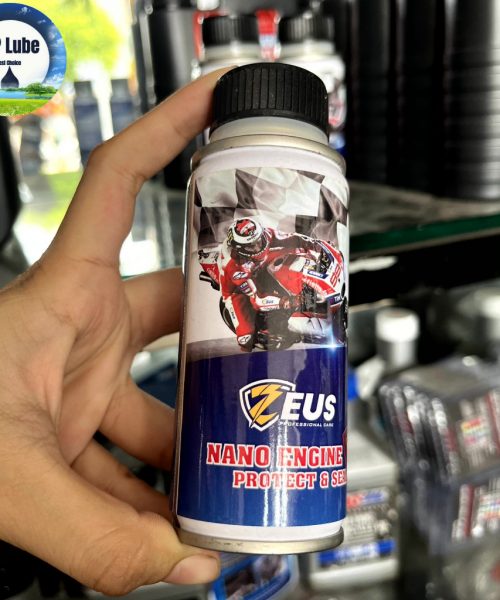 Lube
ZEUS
PROFESSIONAL CARE
NANO ENGINE
PROTECT & SE